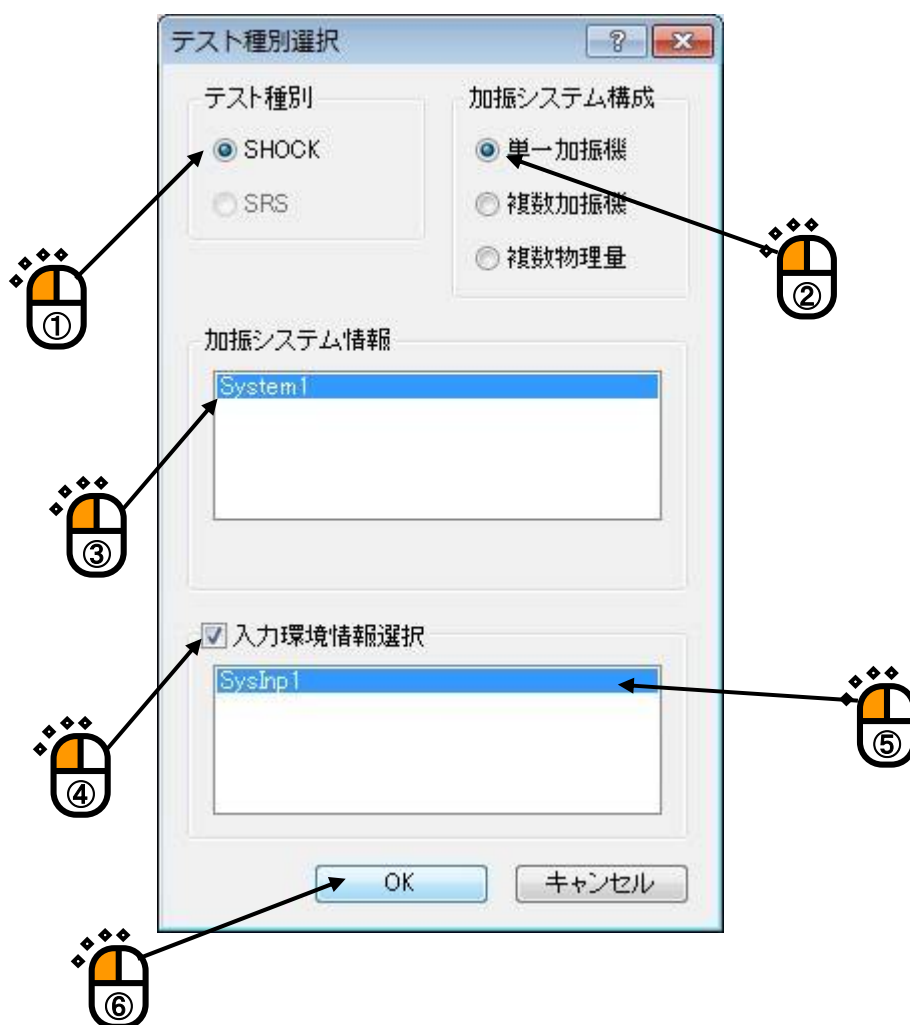 テスト種別選択
テスト種別
加振システム構成
SHOCK
単一加振機
SRS
複数加振機
②
①
複数物理量
加振システム情報
System1
③
入力環境情報選択
SysInp1
⑤
④
OK
キャンセル
⑥